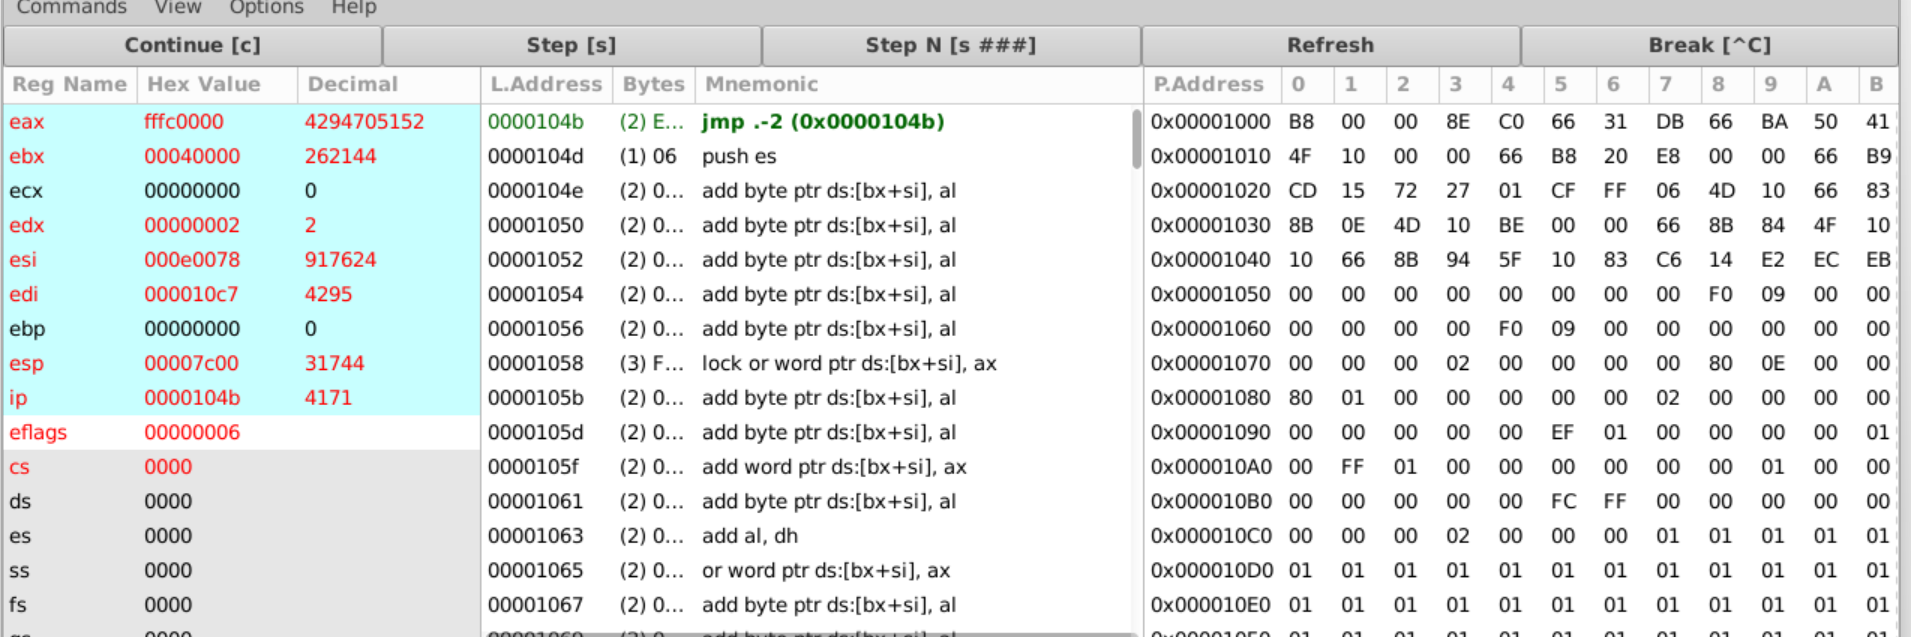 Commands View Options Help
Continue [c] Step [s] Step N [s ###] Refresh Break [^C]
Reg Name Hex Value Decimal L.Address Bytes Mnemonic P.Address 0 1 2 3 4 5 6 7 8 9 A B
eax fffc0000 4294705152 0000104b (2) E... jmp .-2 (0x0000104b) 0x00001000 B8 00 00 8E C0 66 31 DB 66 BA 50 41
ebx 00040000 262144 0000104d (1) 06 push es 0x00001010 4F 10 00 00 66 B8 20 E8 00 00 66 B9
ecx 00000000 0 0000104e (2) 0... add byte ptr ds:[bx+si], al 0x00001020 CD 15 72 27 01 CF FF 06 4D 10 66 83
edx 00000002 2 00001050 (2) 0... add byte ptr ds:[bx+si], al 0x00001030 8B 0E 4D 10 BE 00 00 66 8B 84 4F 10
esi 000e0078 917624 00001052 (2) 0... add byte ptr ds:[bx+si], al 0x00001040 10 66 8B 94 5F 10 83 C6 14 E2 EC EB
edi 000010c7 4295 00001054 (2) 0... add byte ptr ds:[bx+si], al 0x00001050 00 00 00 00 00 00 00 00 F0 09 00 00
ebp 00000000 0 00001056 (2) 0... add byte ptr ds:[bx+si], al 0x00001060 00 00 00 00 F0 09 00 00 00 00 00 00
esp 00007c00 31744 00001058 (3) F... lock or word ptr ds:[bx+si], ax 0x00001070 00 00 00 02 00 00 00 00 80 0E 00 00
ip 0000104b 4171 0000105b (2) 0... add byte ptr ds:[bx+si], al 0x00001080 80 01 00 00 00 00 00 02 00 00 00 00
eflags 00000006 0000105d (2) 0... add byte ptr ds:[bx+si], al 0x00001090 00 00 00 00 00 EF 01 00 00 00 00 01
cs 0000 0000105f (2) 0... add word ptr ds:[bx+si], ax 0x000010A0 00 FF 01 00 00 00 00 00 00 01 00 00
ds 0000 00001061 (2) 0... add byte ptr ds:[bx+si], al 0x000010B0 00 00 00 00 00 FC FF 00 00 00 00 00
es 0000 00001063 (2) 0... add al, dh 0x000010C0 00 00 00 02 00 00 00 01 01 01 01 01
ss 0000 00001065 (2) 0... or word ptr ds:[bx+si], ax 0x000010D0 01 01 01 01 01 01 01 01 01 01 01 01
fs 0000 00001067 (2) 0... add byte ptr ds:[bx+si], al 0x000010E0 01 01 01 01 01 01 01 01 01 01 01 01